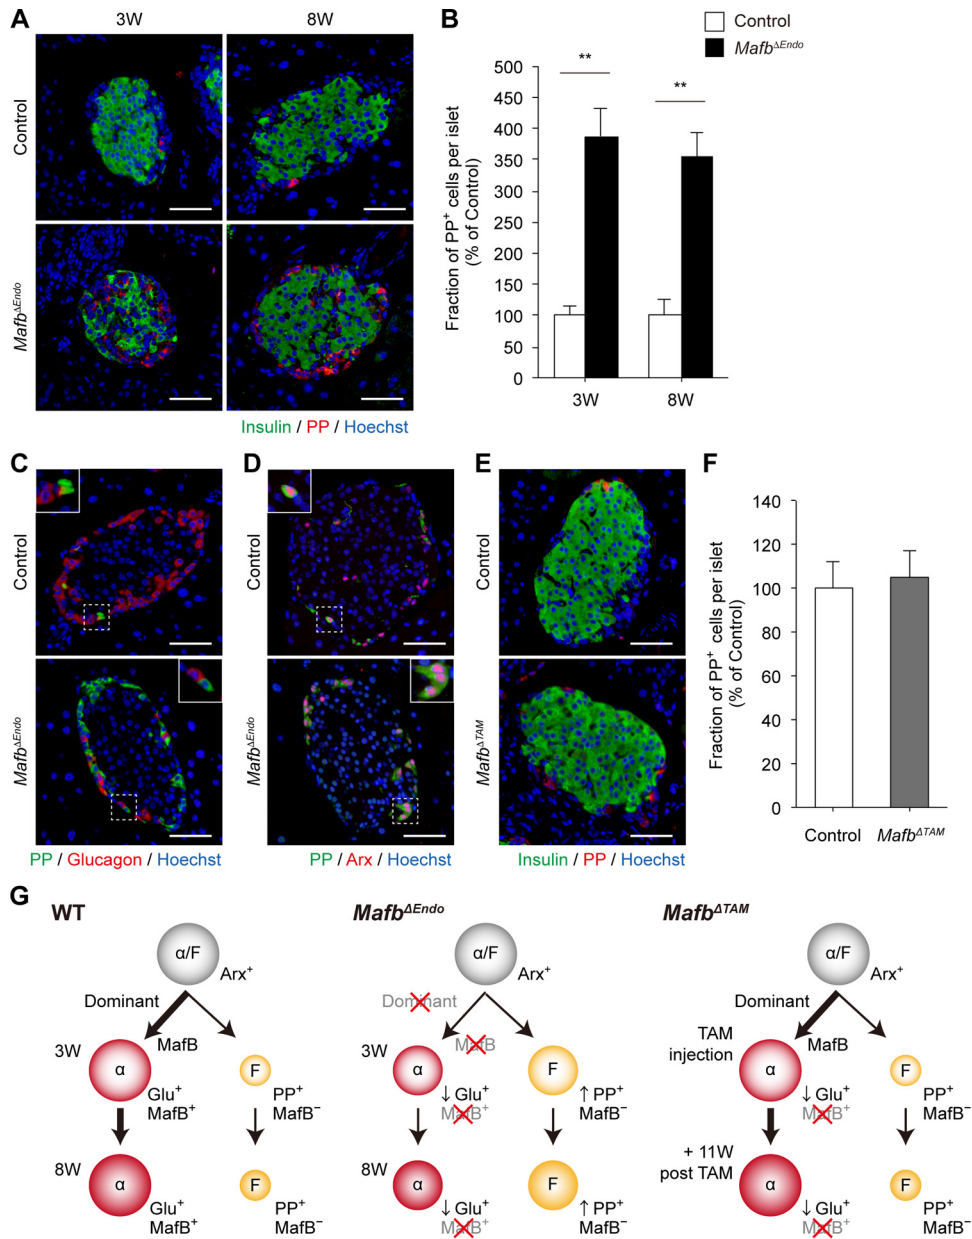 A
3W
8W
Control
Mafb^ΔEndo
Insulin / PP / Hoechst
B
Control
Mafb^ΔEndo
Fraction of PP⁺ cells per islet
(% of Control)
500
450
400
350
300
250
200
150
100
50
0
**
**
3W
8W
C
Control
Mafb^ΔEndo
PP / Glucagon / Hoechst
D
Control
Mafb^ΔEndo
PP / Arx / Hoechst
E
Control
Mafb^ΔTAM
Insulin / PP / Hoechst
F
Fraction of PP⁺ cells per islet
(% of Control)
140
120
100
80
60
40
20
0
Control
Mafb^ΔTAM
G
WT
α/F
Arx⁺
Dominant
MafB
3W
α
Glu⁺
MafB⁺
F
PP⁺
MafB⁻
8W
α
Glu⁺
MafB⁺
F
PP⁺
MafB⁻
Mafb^ΔEndo
α/F
Arx⁺
Dominant
MafB
3W
α
↓ Glu⁺
MafB⁺
F
↑ PP⁺
MafB⁻
8W
α
↓ Glu⁺
MafB⁺
F
↑ PP⁺
MafB⁻
Mafb^ΔTAM
α/F
Arx⁺
Dominant
TAM
injection
MafB
α
↓ Glu⁺
MafB⁺
F
PP⁺
MafB⁻
+ 11W
post TAM
α
↓ Glu⁺
MafB⁺
F
PP⁺
MafB⁻